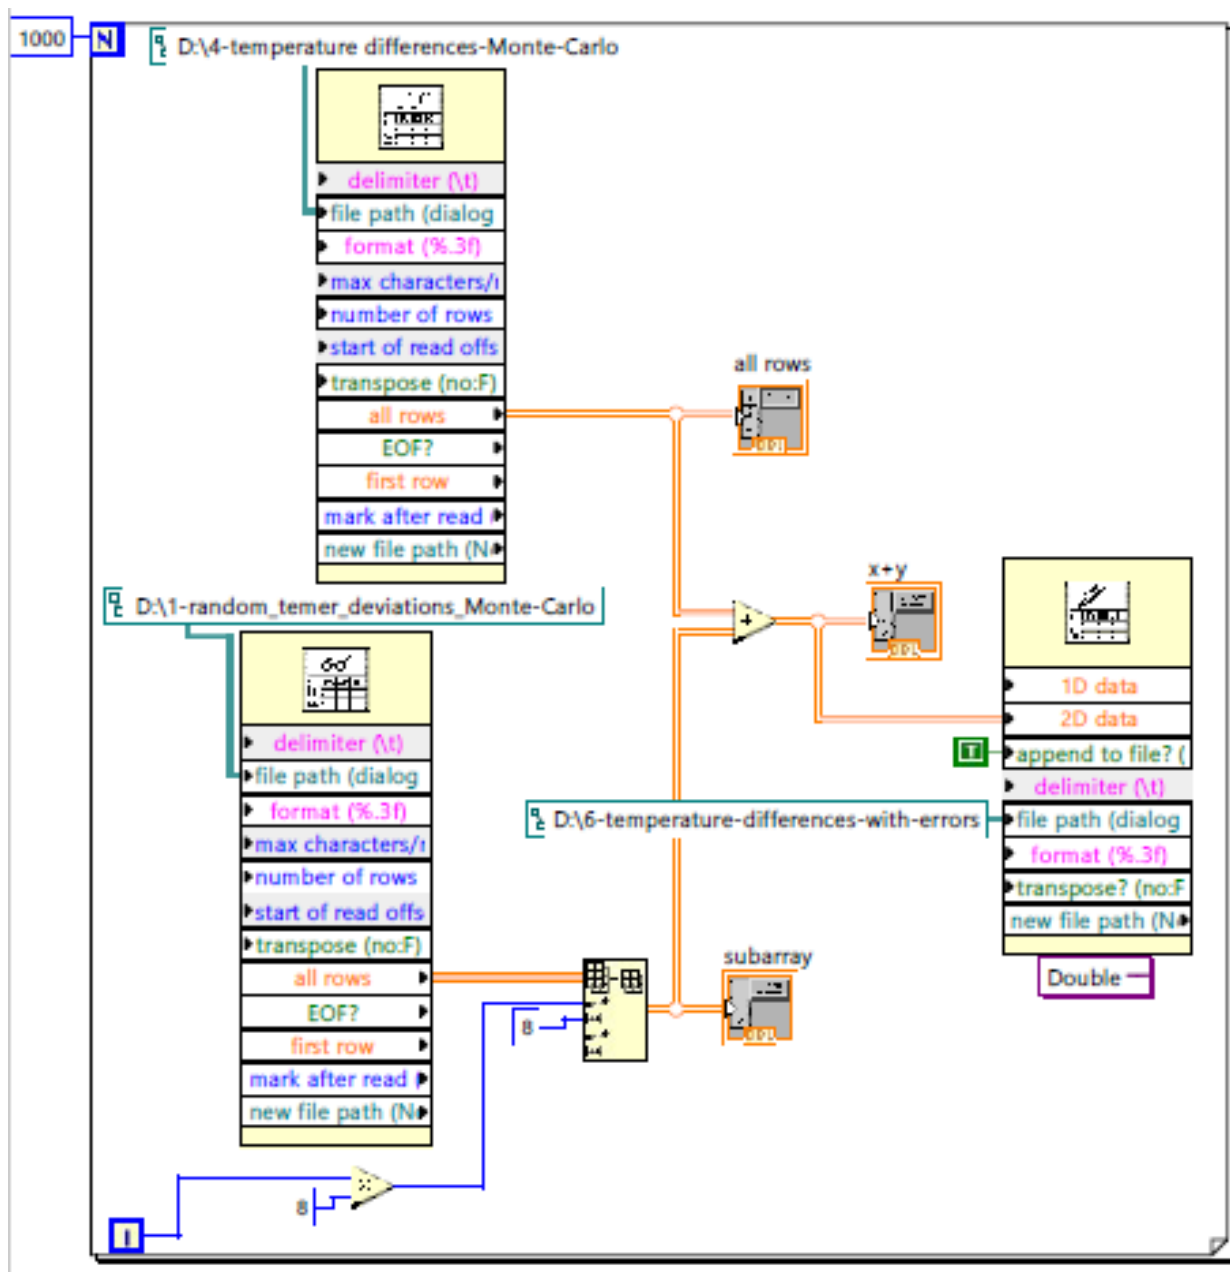 1000
N
D:\4-temperature differences-Monte-Carlo
delimiter (\t)
file path (dialog
format (%.3f)
max characters/r
number of rows
start of read offs
transpose (no:F)
all rows
EOF?
first row
mark after read
new file path (N
all rows
D:\1-random_temer_deviations_Monte-Carlo
x+y
+
delimiter (\t)
file path (dialog
format (%.3f)
max characters/r
number of rows
start of read offs
transpose (no:F)
all rows
EOF?
first row
mark after read
new file path (N
1D data
2D data
T
append to file? (
delimiter (\t)
D:\6-temperature-differences-with-errors
file path (dialog
format (%.3f)
transpose? (no:F
new file path (N
Double
subarray
8
8
i